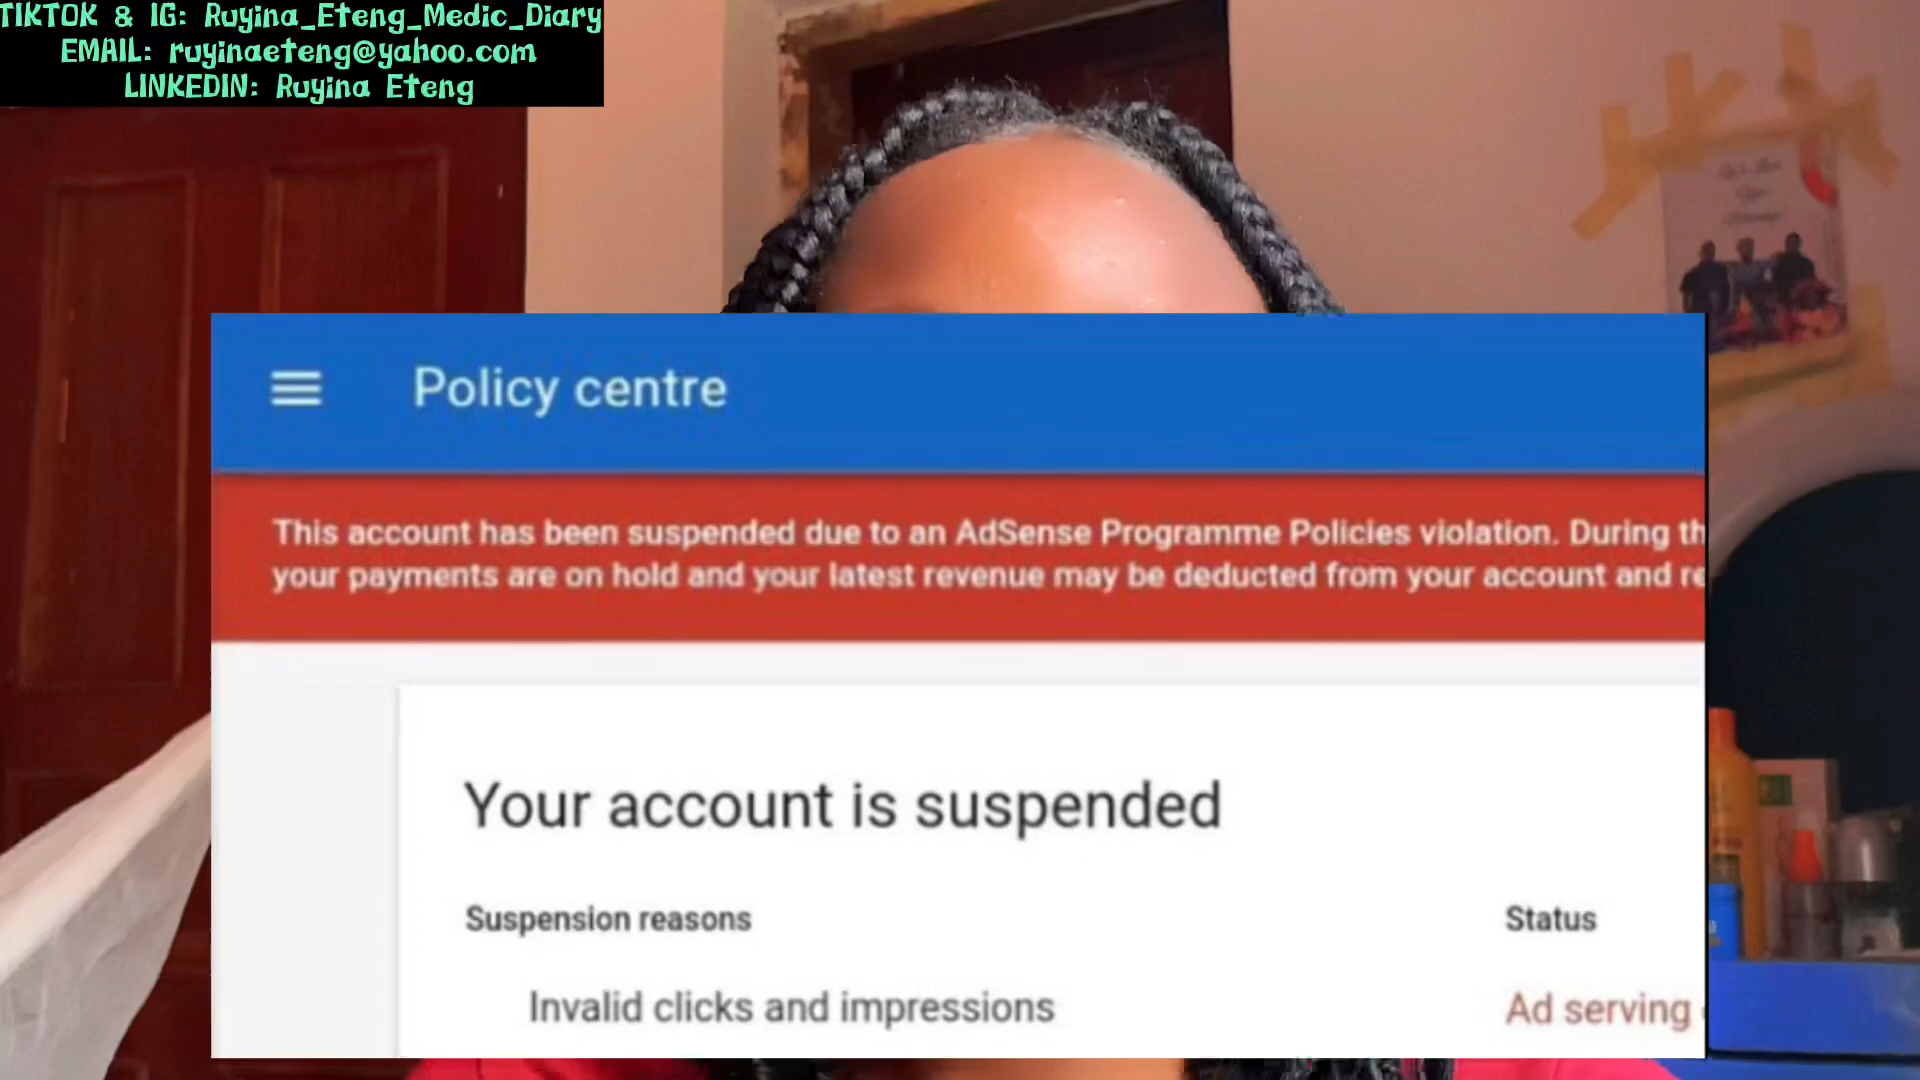 TIKTOK & IG: Ruyina_Eteng_Medic_Diary
EMAIL: ruyinaeteng@yahoo.com
LINKEDIN: Ruyina Eteng
Policy centre
This account has been suspended due to an AdSense Programme Policies violation. During th
your payments are on hold and your latest revenue may be deducted from your account and re
Your account is suspended
Suspension reasons
Status
Invalid clicks and impressions
Ad serving